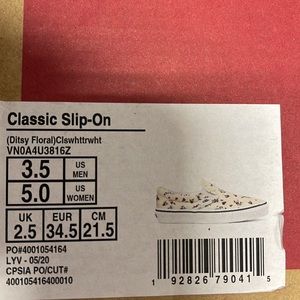 Classic Slip-On
(Ditsy Floral)Clswhttrwht
VN0A4U3816Z
3.5 US MEN
5.0 US WOMEN
UK EUR CM
2.5 34.5 21.5
PO#4001054164
LYV - 05/20
CPSIA PO/CUT#
400105416400010
1 92826 79041 5